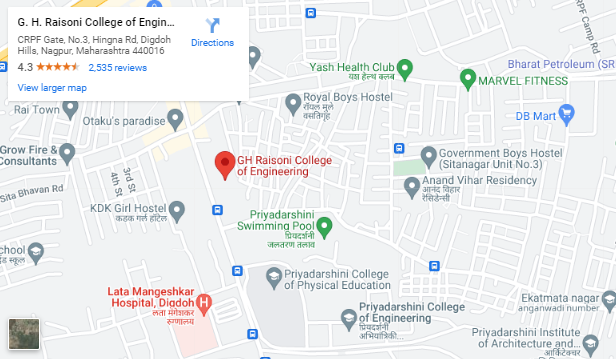 G. H. Raisoni College of Engin...
CRPF Gate, No.3, Hingna Rd, Digdoh
Hills, Nagpur, Maharashtra 440016
4.3
2,535 reviews
View larger map
Directions
CRPF Camp Rd
Yash Health Club
यश हेल्थ क्लब
Bharat Petroleum (SR
MARVEL FITNESS
Royal Boys Hostel
रॉयल मुले
वसतिगृह
DB Mart
Rai Town
Otaku's paradise
Grow Fire &
Consultants
3rd St
4th St
Sita Bhavan Rd
GH Raisoni College
of Engineering
Government Boys Hostel
(Sitanagar Unit No.3)
Anand Vihar Residency
आनंद विहार
रेसिडेन्सी
KDK Girl Hostel
कडक गर्ल हॉटेल
Priyadarshini
Swimming Pool
प्रियदर्शनी
जलतरण तलाव
chool
Priyadarshini College
of Physical Education
Lata Mangeshkar
Hospital, Digdoh
लता मंगेशकर
रुग्णालय
Ekatmata nagar
anganwadi number
Priyadarshini College
of Engineering
प्रियदर्शनी
अभियांत्रिकी...
Priyadarshini Institute
of Architecture and...